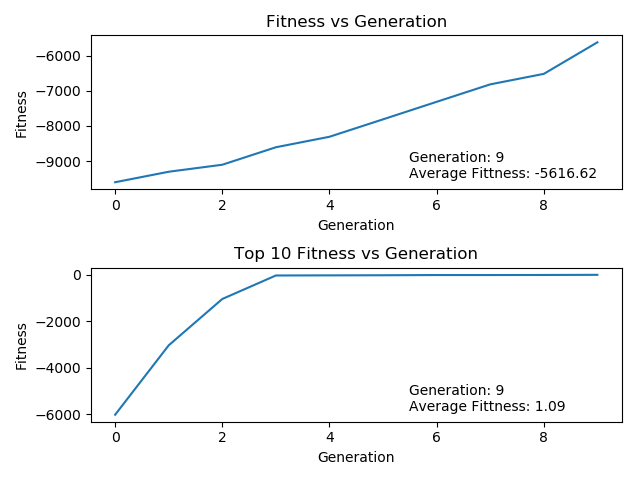 Fitness vs Generation
Fitness
−6000
−7000
−8000
−9000
Generation: 9
Average Fittness: -5616.62
0 2 4 6 8
Generation
Top 10 Fitness vs Generation
Fitness
0
−2000
−4000
−6000
Generation: 9
Average Fittness: 1.09
0 2 4 6 8
Generation